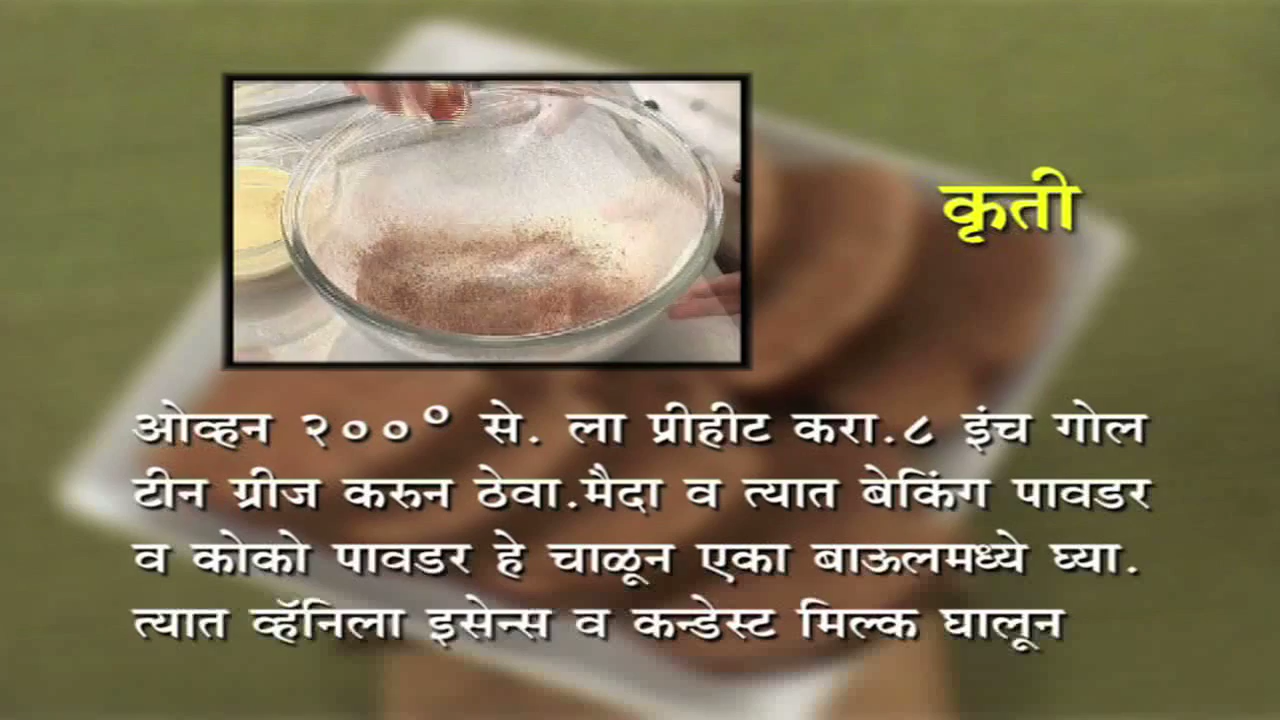 कृती
ओव्हन २००° से. ला प्रीहीट करा.८ इंच गोल
टीन ग्रीज करुन ठेवा.मैदा व त्यात बेकिंग पावडर
व कोको पावडर हे चाळून एका बाऊलमध्ये घ्या.
त्यात व्हॅनिला इसेन्स व कन्डेस्ट मिल्क घालून